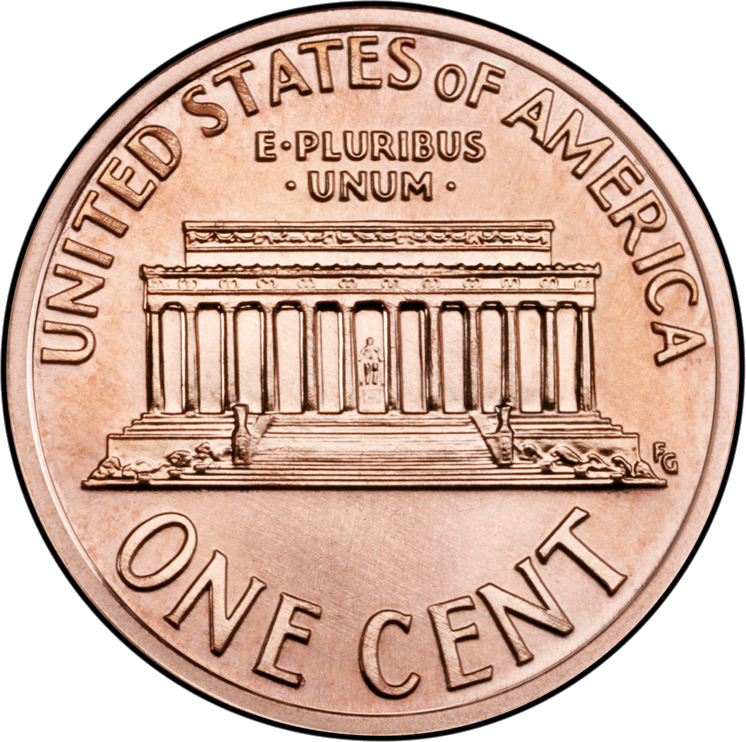 UNITED STATES OF AMERICA
E·PLURIBUS
·UNUM·
FG
ONE CENT